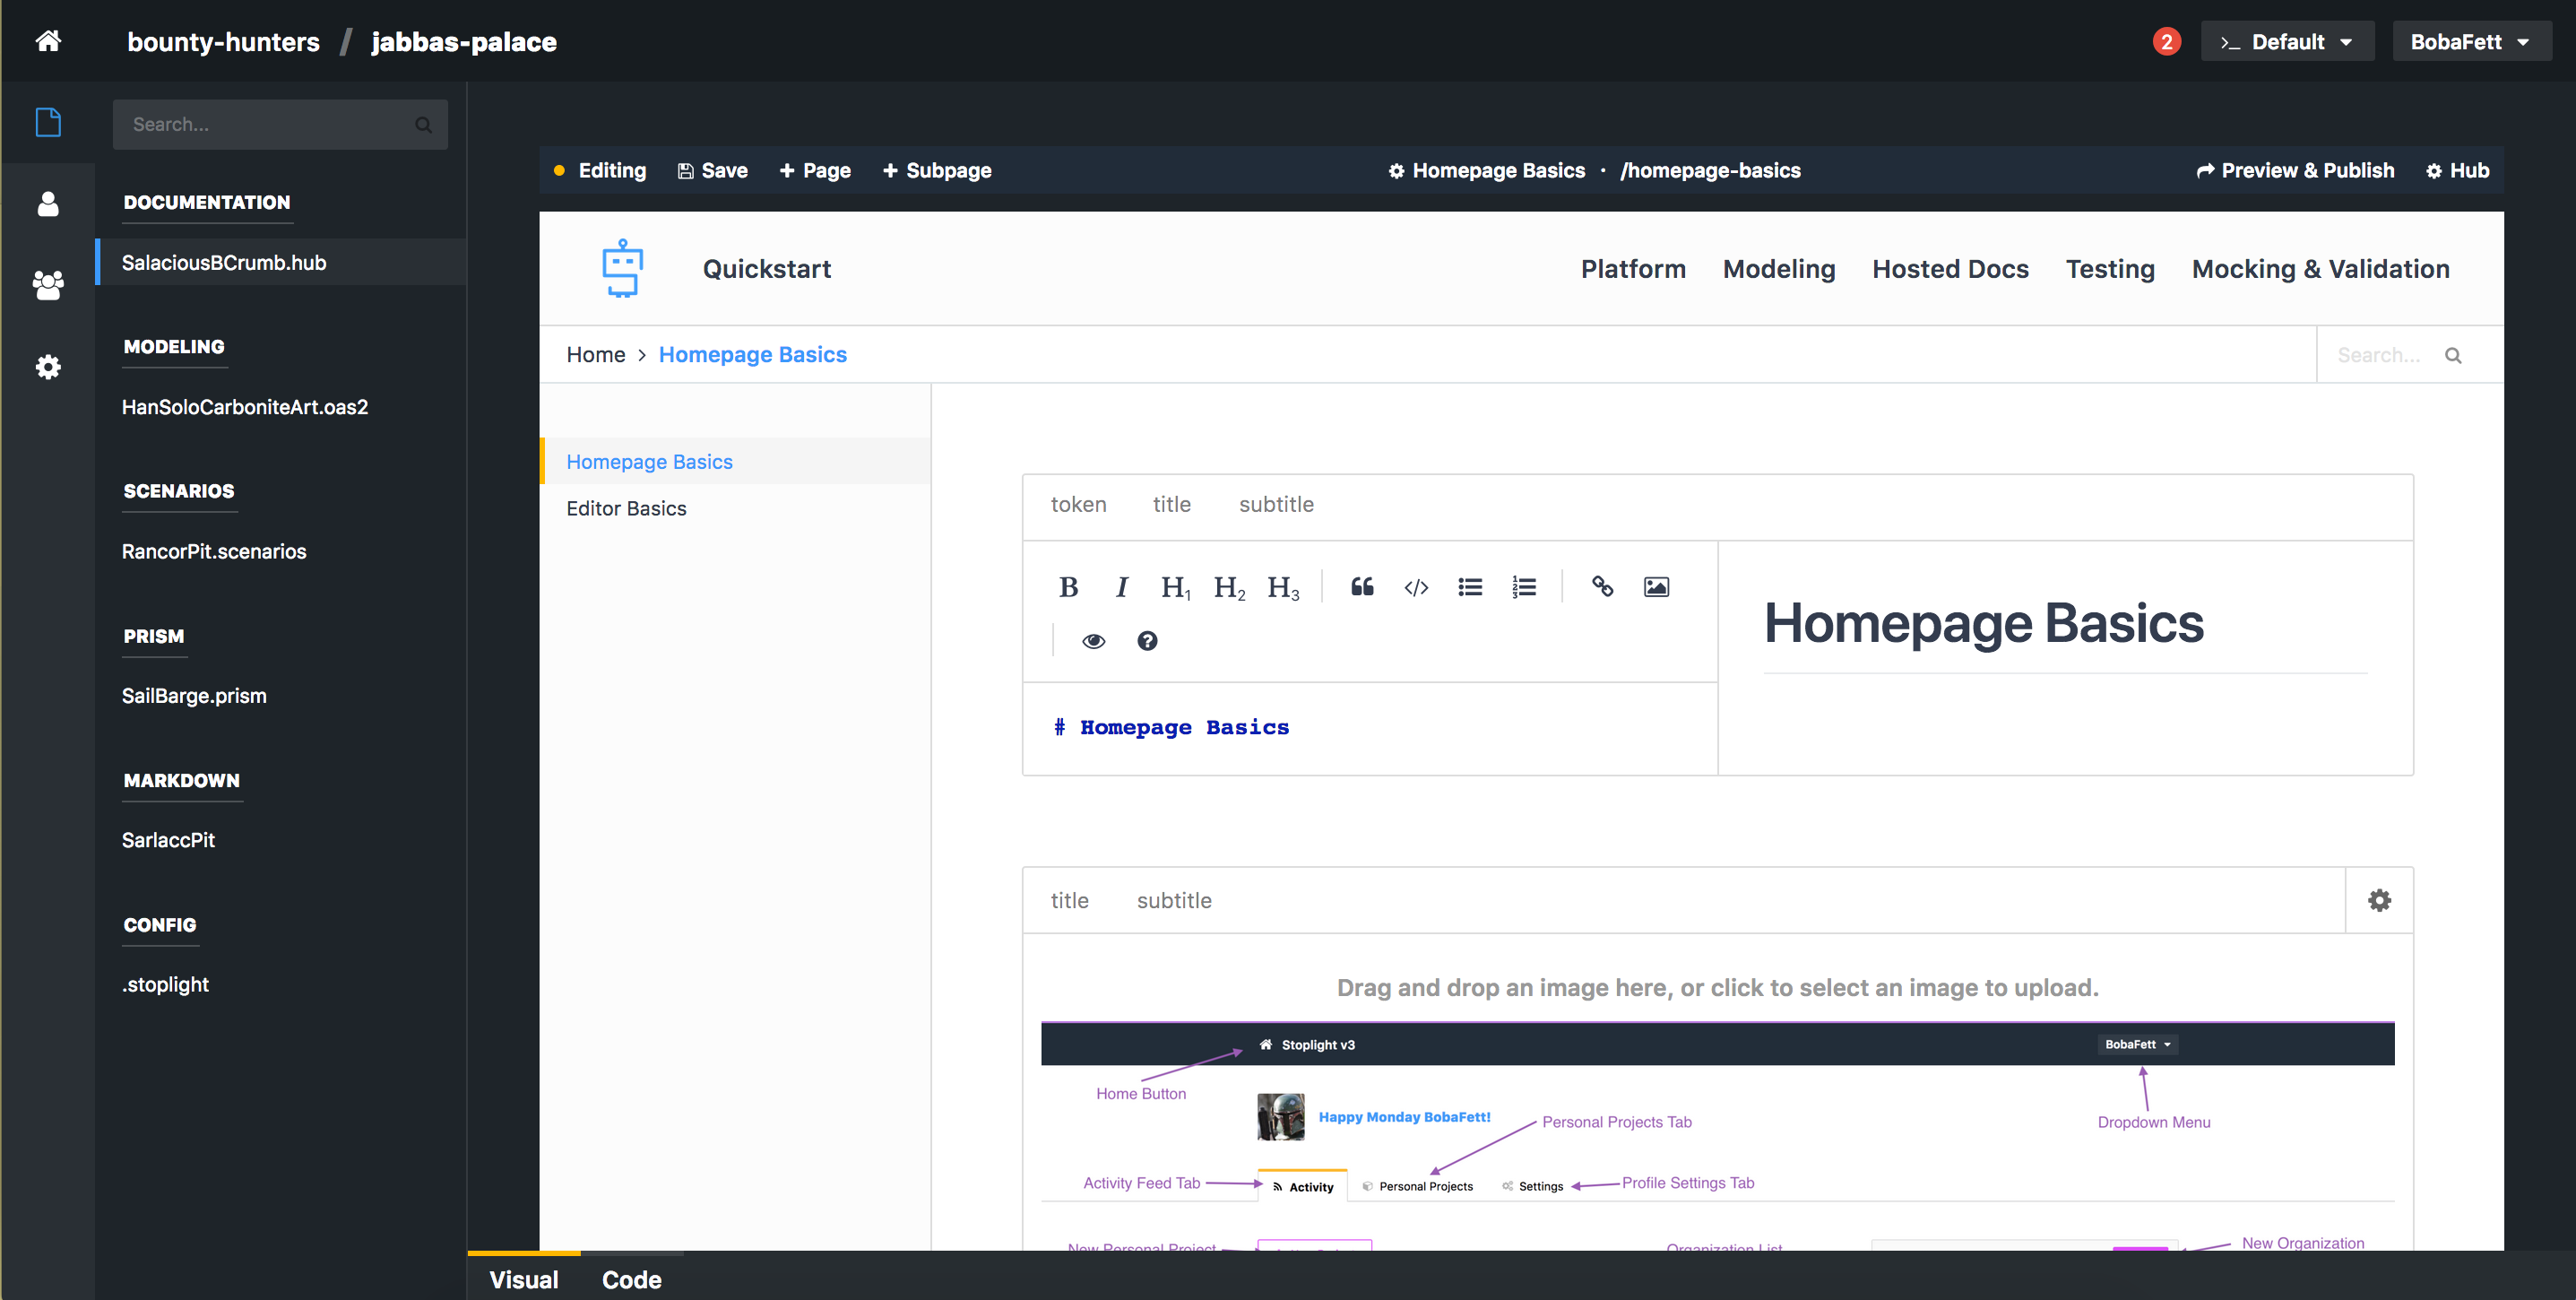 bounty-hunters / jabbas-palace
2
>_ Default
BobaFett
Search...
DOCUMENTATION
SalaciousBCrumb.hub
MODELING
HanSoloCarboniteArt.oas2
SCENARIOS
RancorPit.scenarios
PRISM
SailBarge.prism
MARKDOWN
SarlaccPit
CONFIG
.stoplight
Editing
Save
+ Page
+ Subpage
Homepage Basics · /homepage-basics
Preview & Publish
Hub
Quickstart
Platform
Modeling
Hosted Docs
Testing
Mocking & Validation
Home > Homepage Basics
Search...
Homepage Basics
Editor Basics
token
title
subtitle
B I H1 H2 H3
# Homepage Basics
Homepage Basics
title
subtitle
Drag and drop an image here, or click to select an image to upload.
Stoplight v3
BobaFett
Home Button
Happy Monday BobaFett!
Personal Projects Tab
Dropdown Menu
Activity Feed Tab
Activity
Personal Projects
Settings
Profile Settings Tab
New Personal Project
Organization List
New Organization
Visual
Code